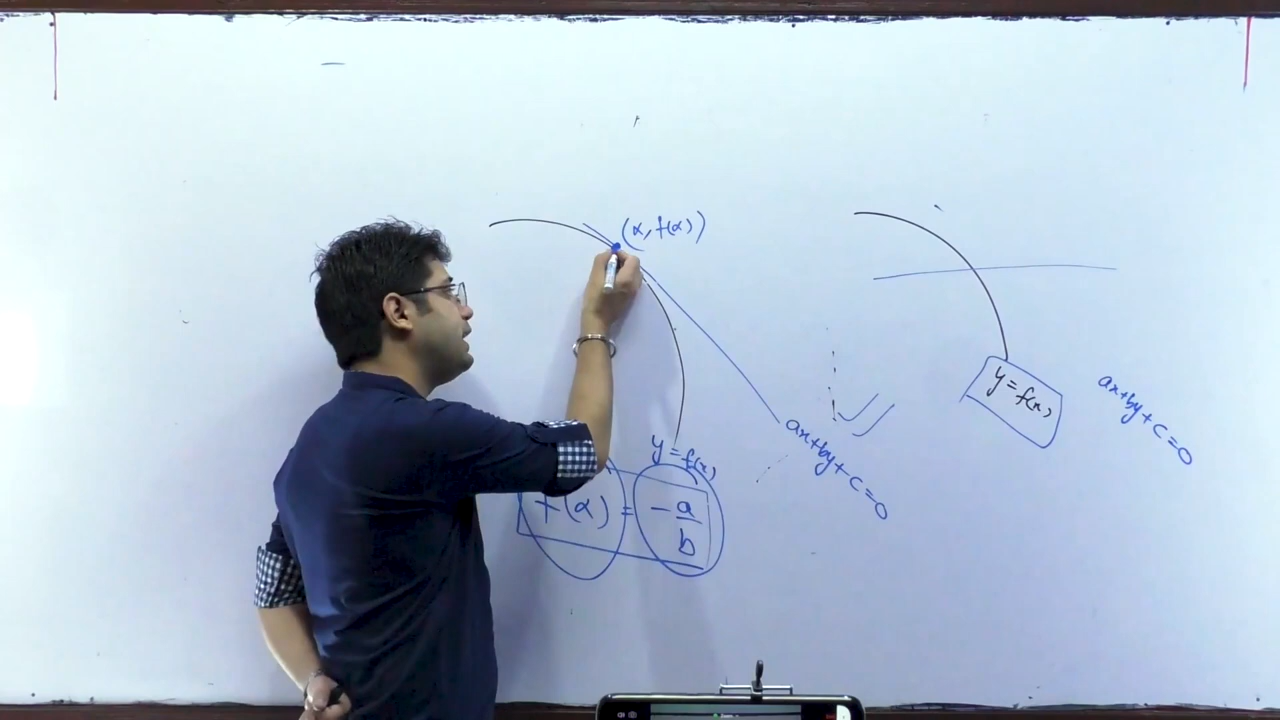 (α, f(α))
y = f(x)
ax+by+c=0
(α) = -a/b
y = f(x)
ax+by+c=0